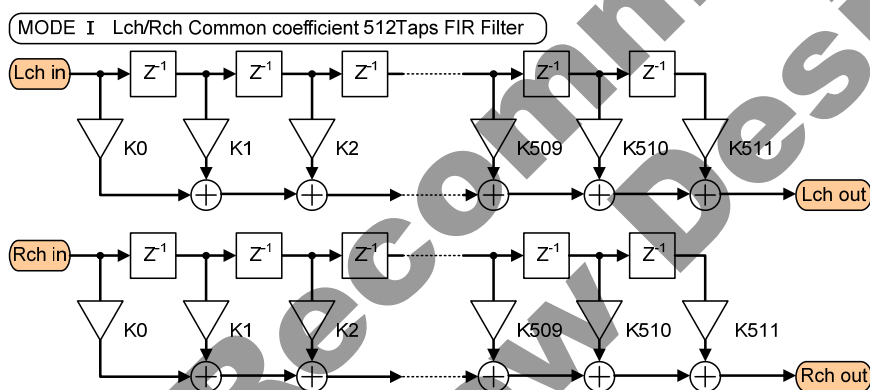 MODE I Lch/Rch Common coefficient 512Taps FIR Filter
Lch in Z-1 Z-1 Z-1 Z-1 Z-1
K0 K1 K2 K509 K510 K511
Lch out
Rch in Z-1 Z-1 Z-1 Z-1 Z-1
K0 K1 K2 K509 K510 K511
Rch out